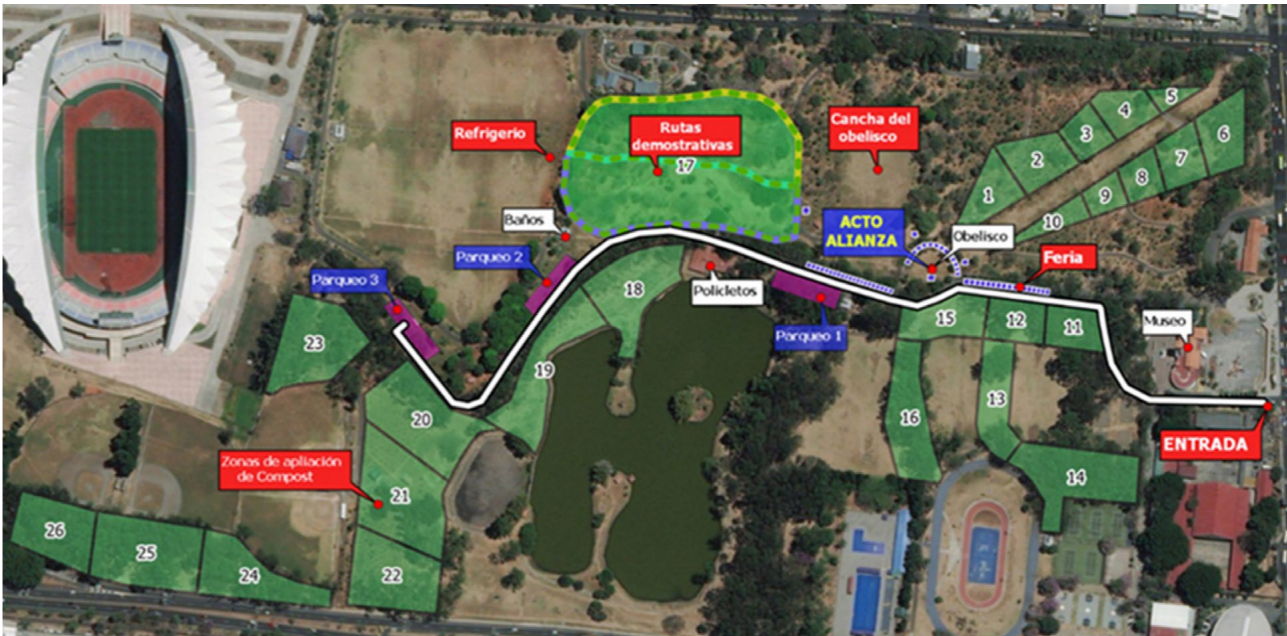 5
4
6
3
Refrigerio
Rutas
demostrativas
17
Cancha del
obelisco
2
7
8
1
9
10
Baños
ACTO
ALIANZA
Obelisco
Feria
Parqueo 2
Parqueo 3
18
Policletos
Parqueo 1
15
12
11
Museo
23
19
13
20
16
ENTRADA
Zonas de apliación
de Compost
21
14
26
25
24
22